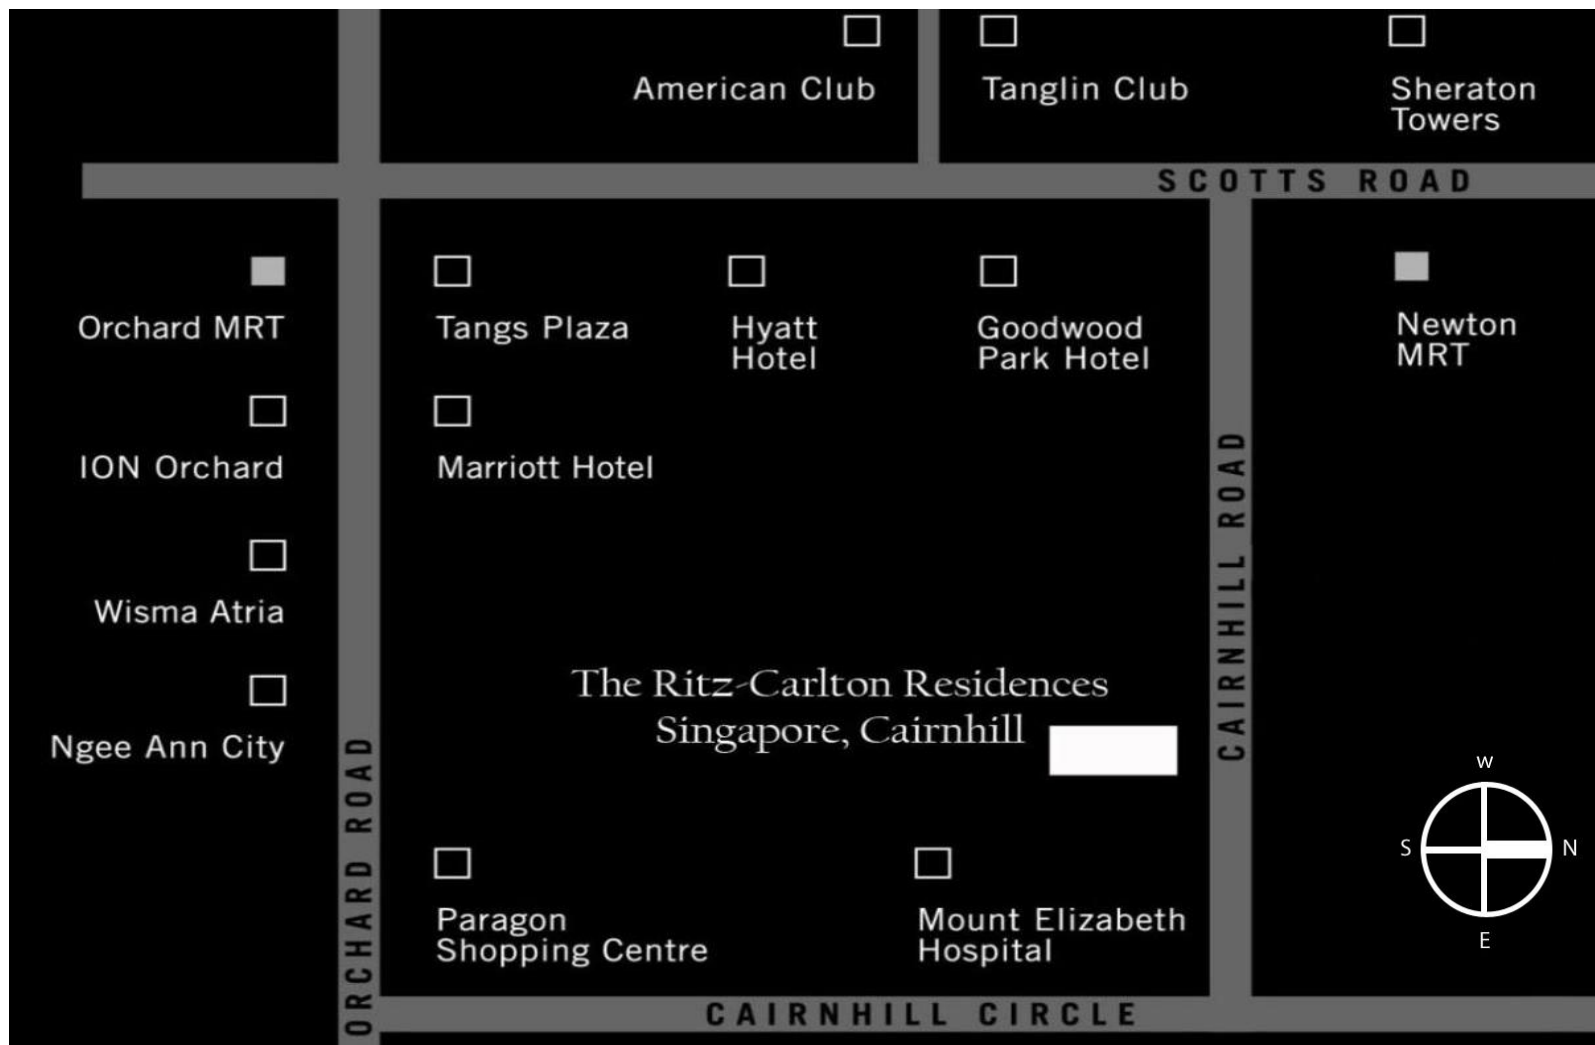 American Club
Tanglin Club
Sheraton
Towers
SCOTTS ROAD
Orchard MRT
Tangs Plaza
Hyatt
Hotel
Goodwood
Park Hotel
Newton
MRT
ION Orchard
Marriott Hotel
CAIRNHILL ROAD
Wisma Atria
The Ritz-Carlton Residences
Singapore, Cairnhill
Ngee Ann City
ORCHARD ROAD
W
S
N
E
Paragon
Shopping Centre
Mount Elizabeth
Hospital
CAIRNHILL CIRCLE